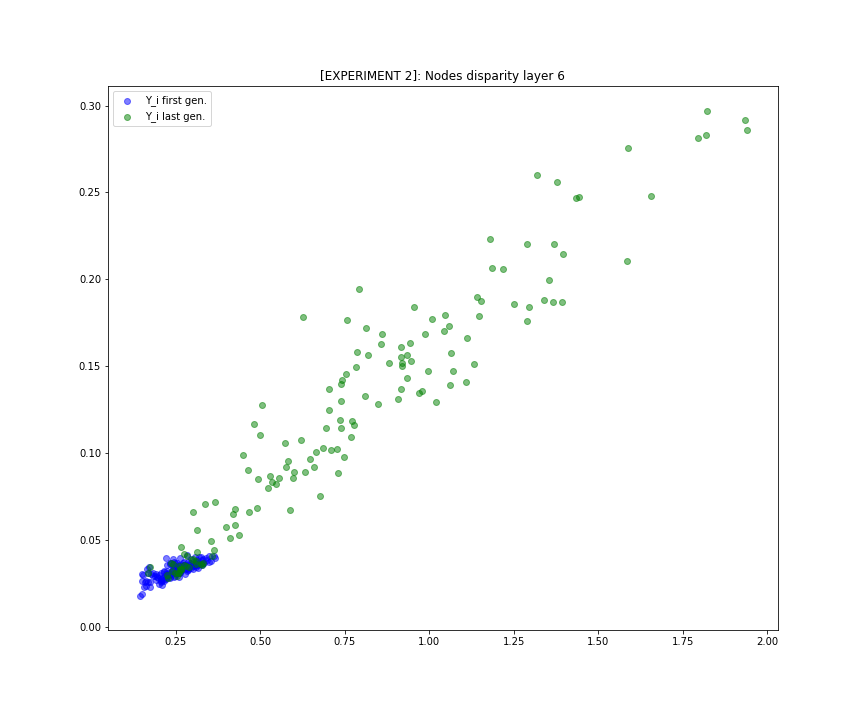 [EXPERIMENT 2]: Nodes disparity layer 6
Y_i first gen.
Y_i last gen.
0.30
0.25
0.20
0.15
0.10
0.05
0.00
0.25 0.50 0.75 1.00 1.25 1.50 1.75 2.00